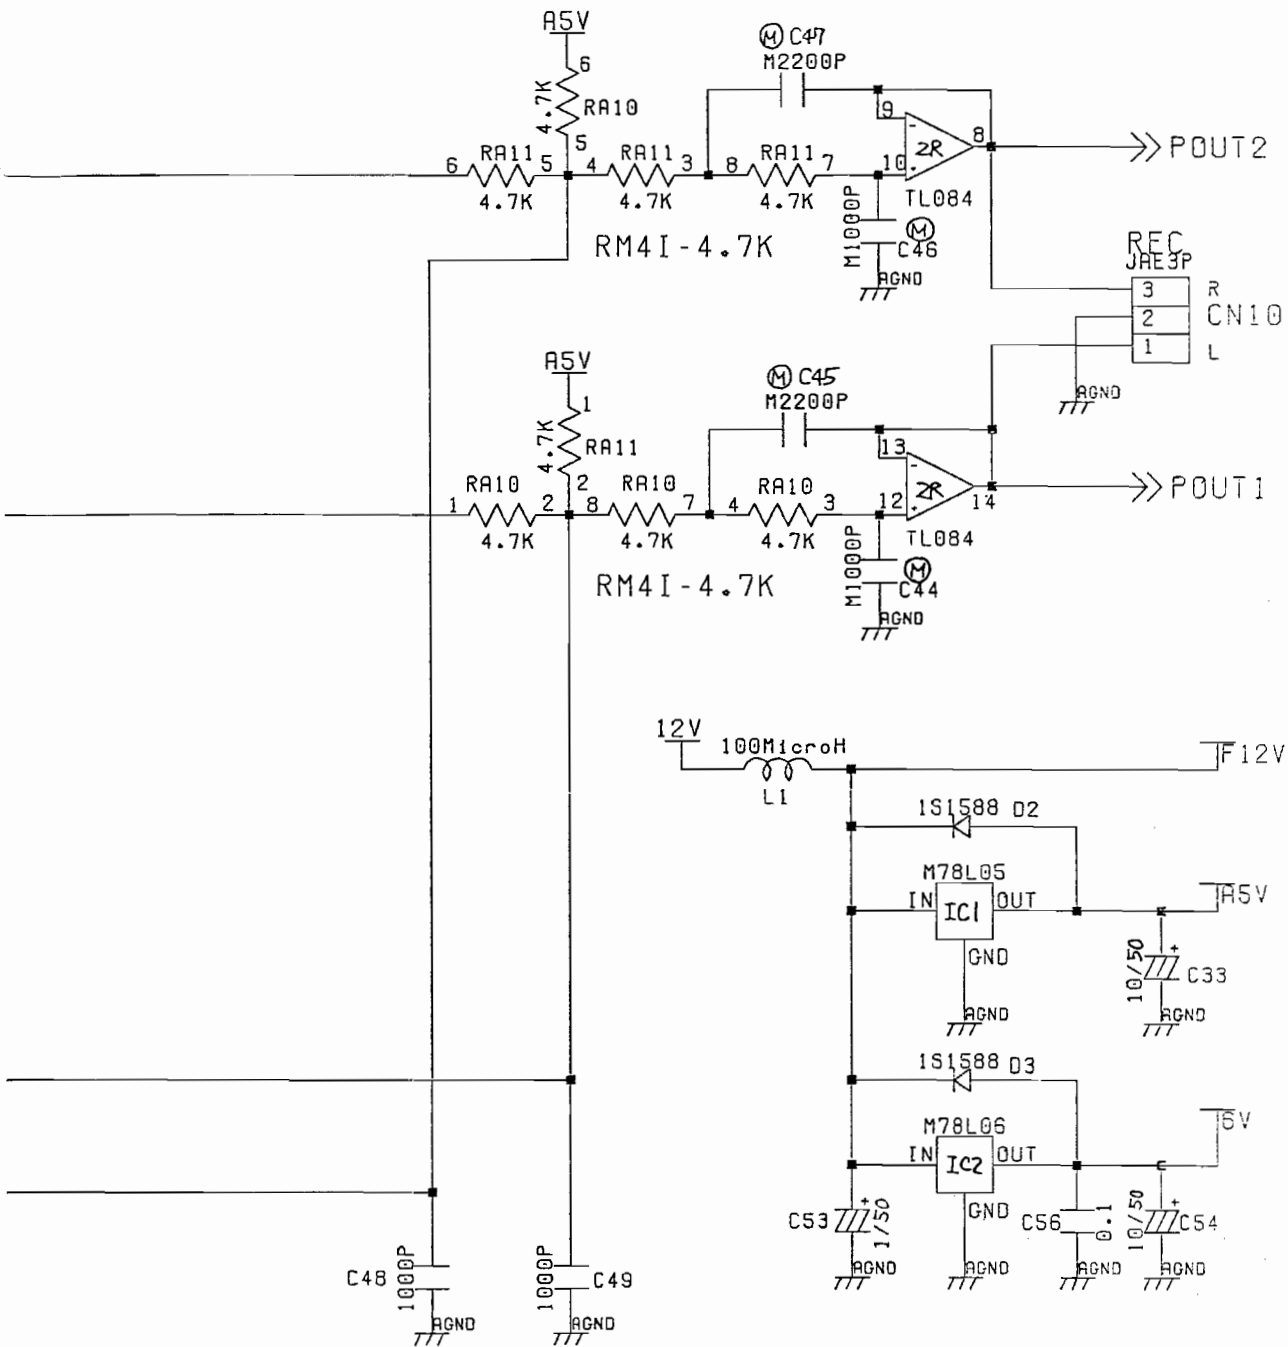 A5V
Ⓜ C47
M2200P
6
4.7K
RA10
5
9
-
8
2R
POUT2
6 RA11 5
4 RA11 3
8 RA11 7
10
+
4.7K
4.7K
4.7K
TL084
M1000P
Ⓜ
C46
AGND
RM4I-4.7K
REC
JAE3P
3 R
2 CN10
1 L
AGND
A5V
Ⓜ C45
M2200P
1
4.7K
RA11
2
13
-
2R
14
POUT1
1 RA10 2
8 RA10 7
4 RA10 3
12
+
4.7K
4.7K
4.7K
TL084
M1000P
Ⓜ
C44
AGND
RM4I-4.7K
12V
100MicroH
L1
F12V
1S1588 D2
M78L05
IN IC1 OUT
A5V
GND
10/50
+
C33
AGND
AGND
1S1588 D3
M78L06
IN IC2 OUT
6V
GND
C53
+
1/50
C56
0.1
10/50
+
C54
AGND
AGND
AGND
AGND
C48
1000P
1000P
C49
AGND
AGND